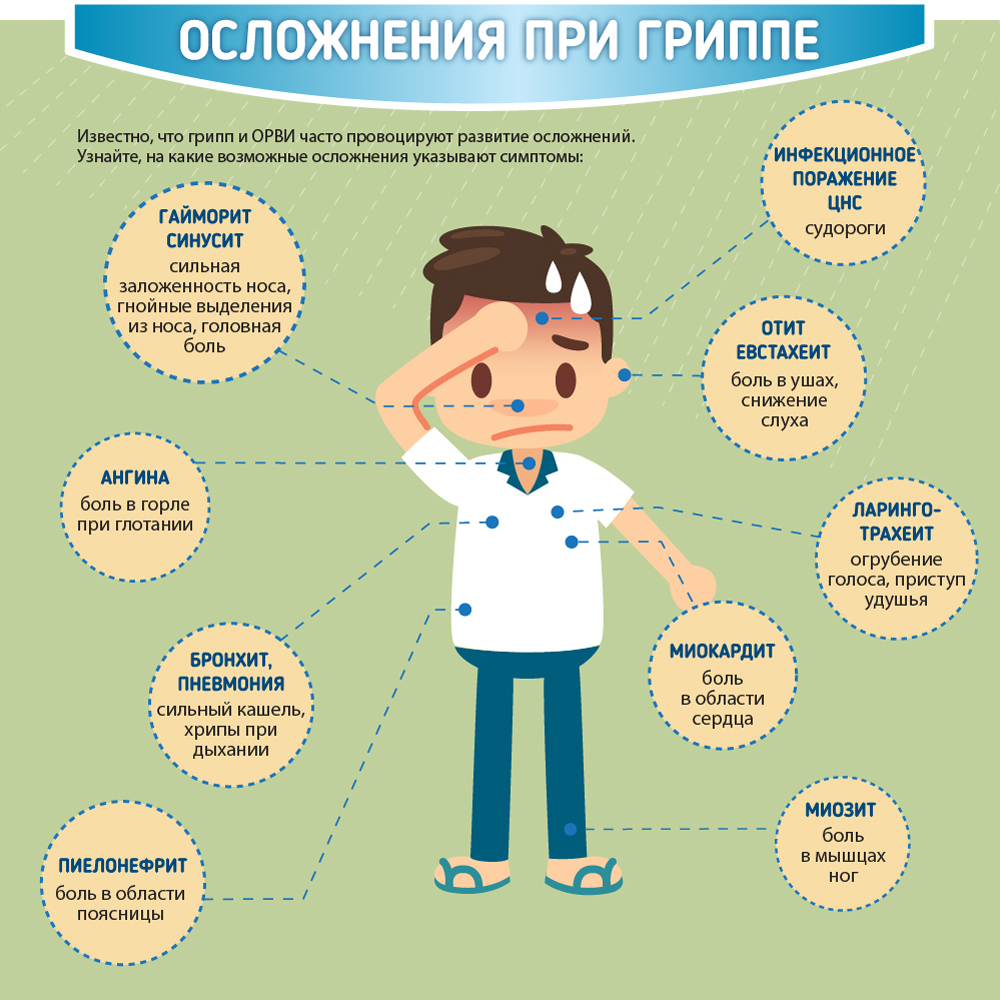 ОСЛОЖНЕНИЯ ПРИ ГРИППЕ
Известно, что грипп и ОРВИ часто провоцируют развитие осложнений.
Узнайте, на какие возможные осложнения указывают симптомы:
ГАЙМОРИТ
СИНУСИТ
сильная
заложенность носа,
гнойные выделения
из носа, головная
боль
ИНФЕКЦИОННОЕ
ПОРАЖЕНИЕ
ЦНС
судороги
ОТИТ
ЕВСТАХЕИТ
боль в ушах,
снижение
слуха
АНГИНА
боль в горле
при глотании
ЛАРИНГО-
ТРАХЕИТ
огрубение
голоса, приступ
удушья
БРОНХИТ,
ПНЕВМОНИЯ
сильный кашель,
хрипы при
дыхании
МИОКАРДИТ
боль
в области
сердца
ПИЕЛОНЕФРИТ
боль в области
поясницы
МИОЗИТ
боль
в мышцах
ног